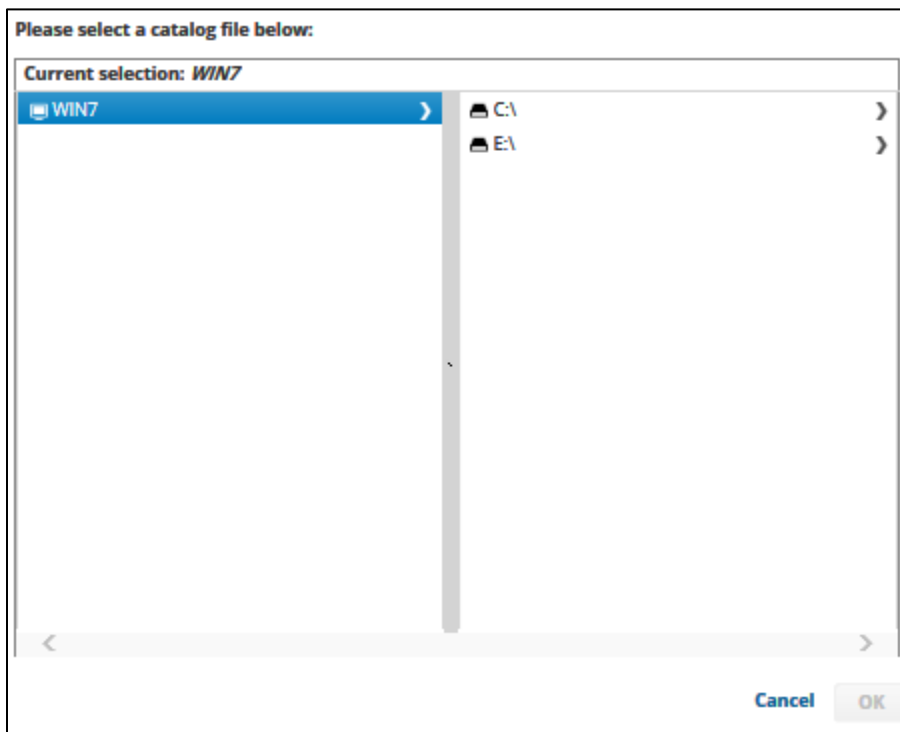 Please select a catalog file below:
Current selection: WIN7
WIN7
C:\
E:\
Cancel
OK